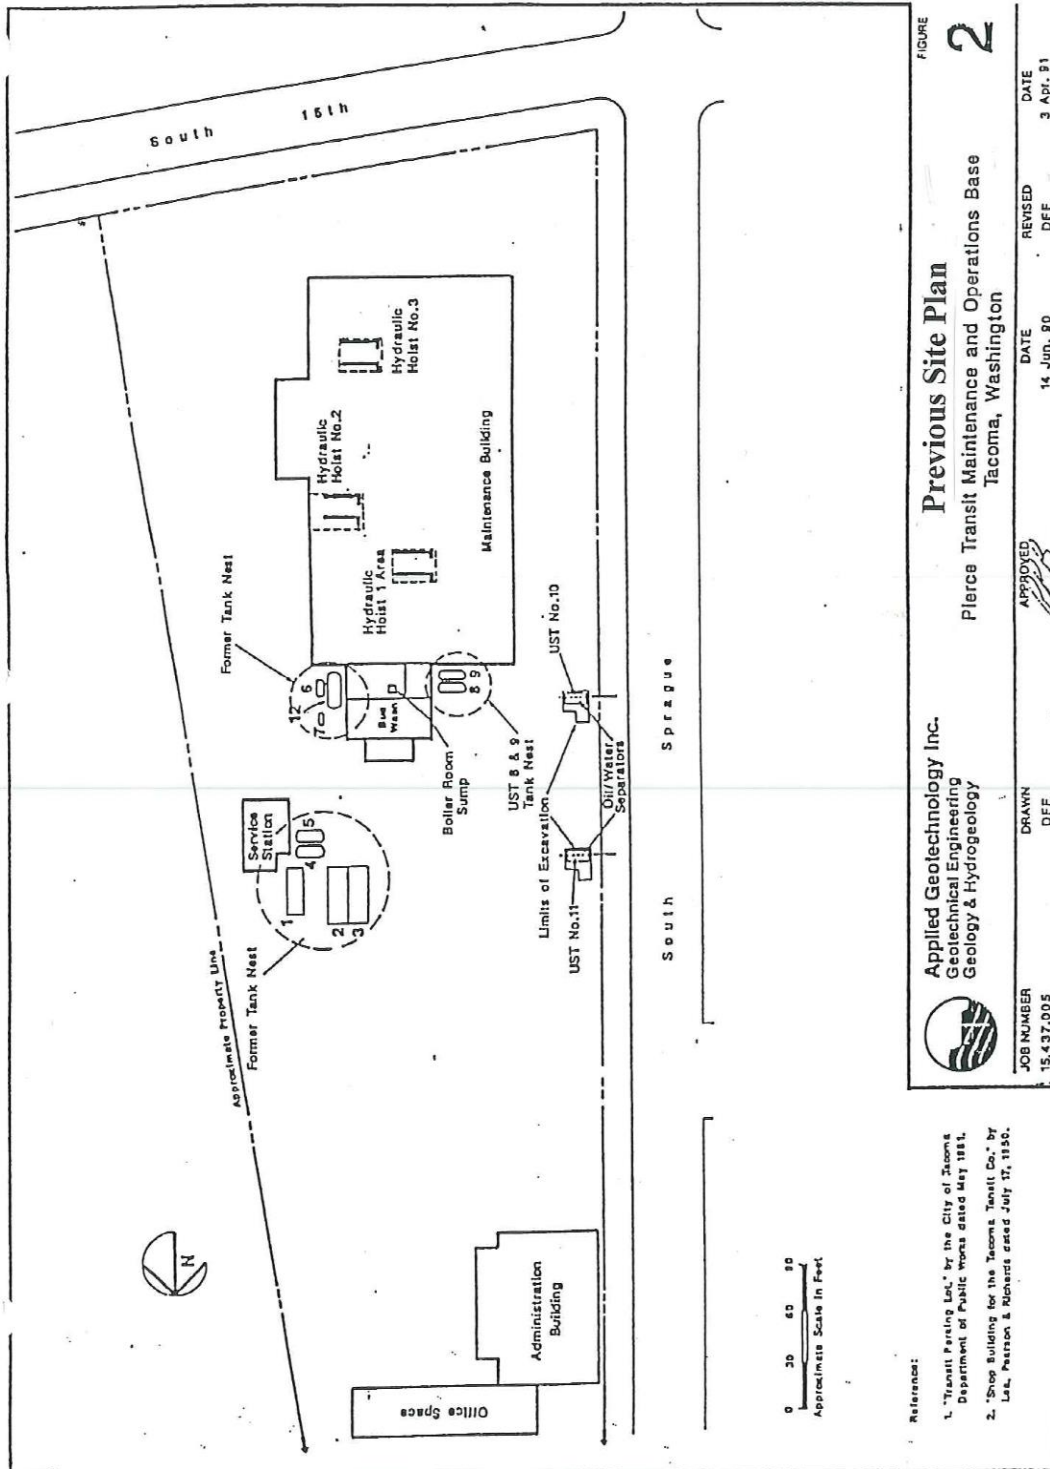 South 15th
Hydraulic
Hoist No.3
Hydraulic
Hoist No.2
Hydraulic
Hoist 1 Area
Maintenance Building
Former Tank Nest
12
6
7
Bus
Wash
8 9
Boiler Room
Sump
UST 8 & 9
Tank Nest
UST No.10
Limits of Excavation
Oil/Water
Separators
UST No.11
Service
Station
1
2
3
4
5
Former Tank Nest
Approximate Property Line
South Sprague
N
Administration
Building
Office Space
0 30 60 90
Approximate Scale in Feet
Reference:
1. "Transit Parking Lot," by the City of Tacoma
Department of Public Works dated May 1981.
2. "Shop Building for the Tacoma Transit Co." by
Lea, Pearson & Richards dated July 17, 1950.
Applied Geotechnology Inc.
Geotechnical Engineering
Geology & Hydrogeology
Previous Site Plan
Pierce Transit Maintenance and Operations Base
Tacoma, Washington
FIGURE
2
JOB NUMBER
15,437.005
DRAWN
DFF
APPROVED
DATE
14 Jun. 90
REVISED
DFF
DATE
3 Apr. 91